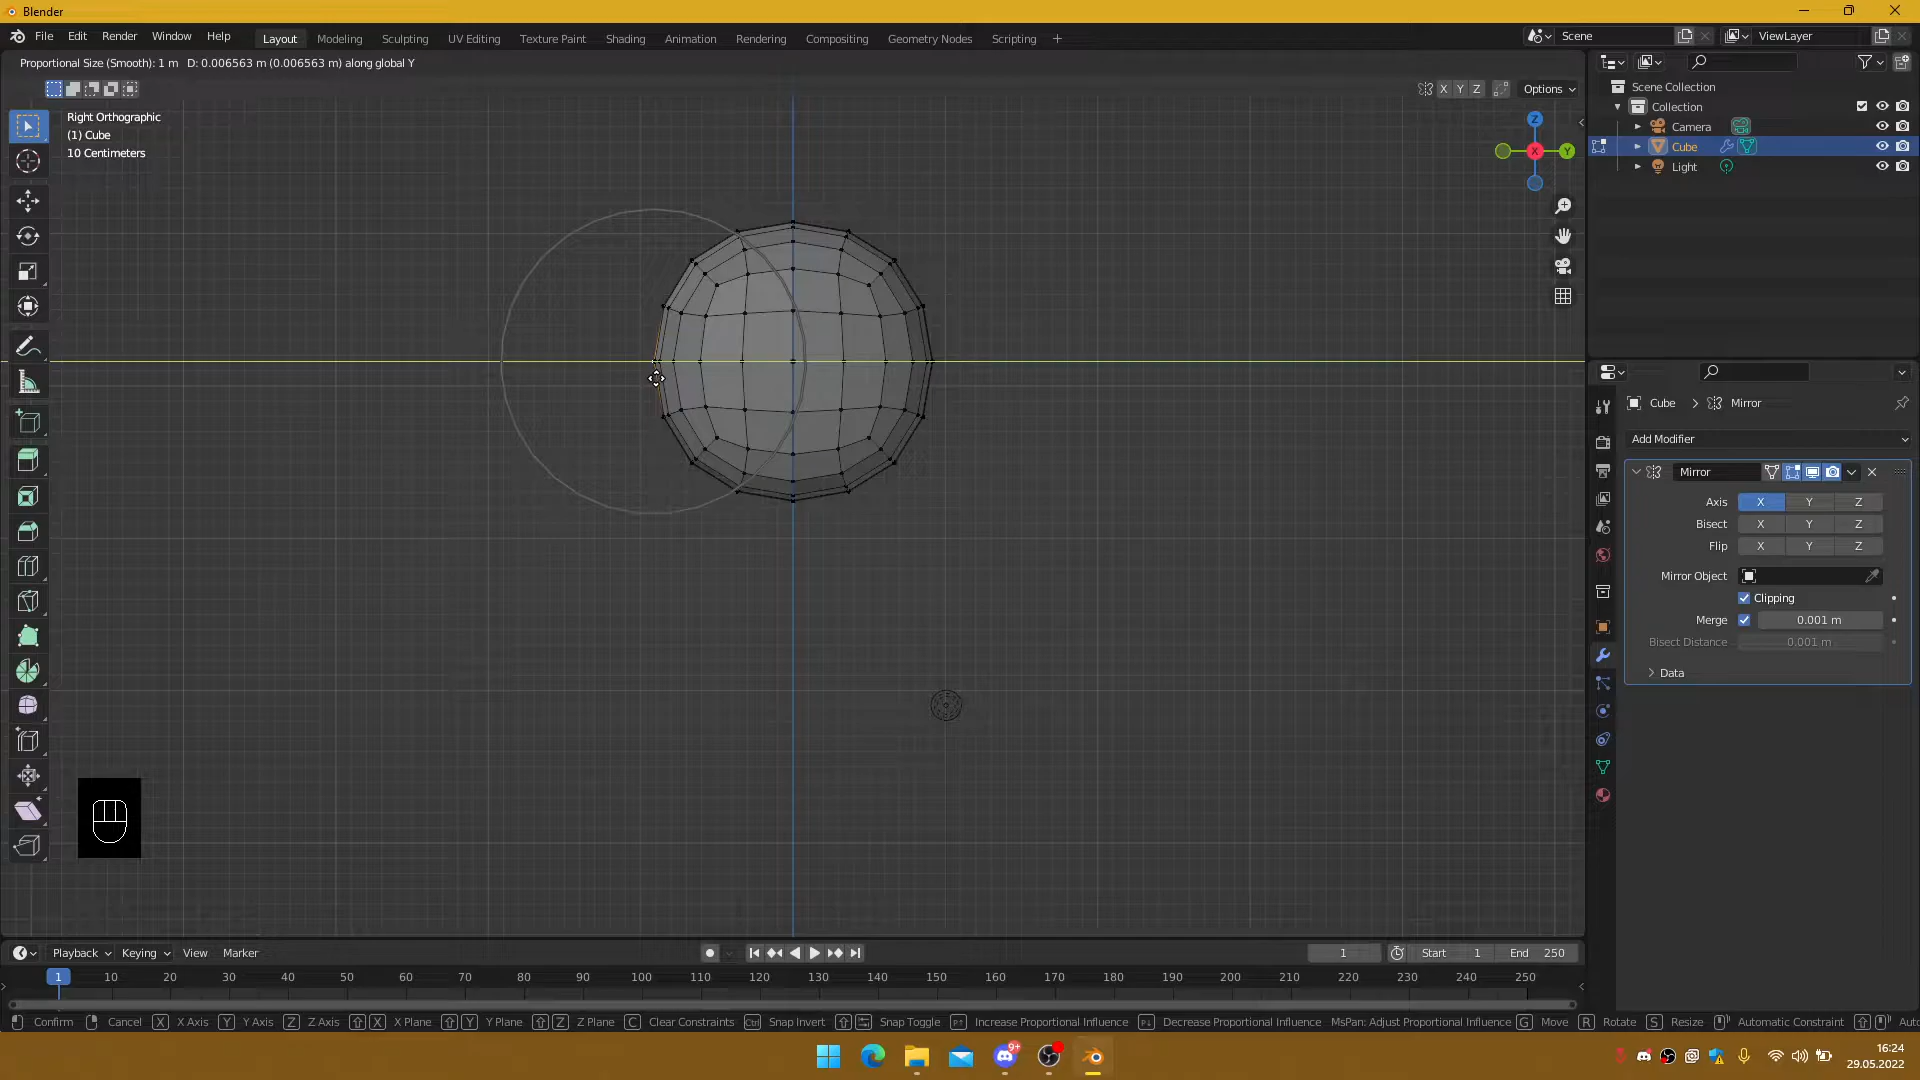 Blender
File Edit Render Window Help
Layout Modeling Sculpting UV Editing Texture Paint Shading Animation Rendering Compositing Geometry Nodes Scripting +
Scene
ViewLayer
Proportional Size (Smooth): 1 m D: 0.006563 m (0.006563 m) along global Y
X Y Z
Options
Right Orthographic
(1) Cube
10 Centimeters
Z
X
Y
Scene Collection
Collection
Camera
Cube
Light
Cube > Mirror
Add Modifier
Mirror
Axis X Y Z
Bisect X Y Z
Flip X Y Z
Mirror Object
Clipping
Merge 0.001 m
Bisect Distance 0.001 m
Data
Playback Keying View Marker
1
Start 1
End 250
1 10 20 30 40 50 60 70 80 90 100 110 120 130 140 150 160 170 180 190 200 210 220 230 240 250
Confirm Cancel X X Axis Y Y Axis Z Z Axis X X Plane Y Y Plane Z Z Plane C Clear Constraints Ctrl Snap Invert Snap Toggle Increase Proportional Influence Decrease Proportional Influence MsPan: Adjust Proportional Influence G Move R Rotate S Resize Automatic Constraint
9+
16:24
29.05.2022